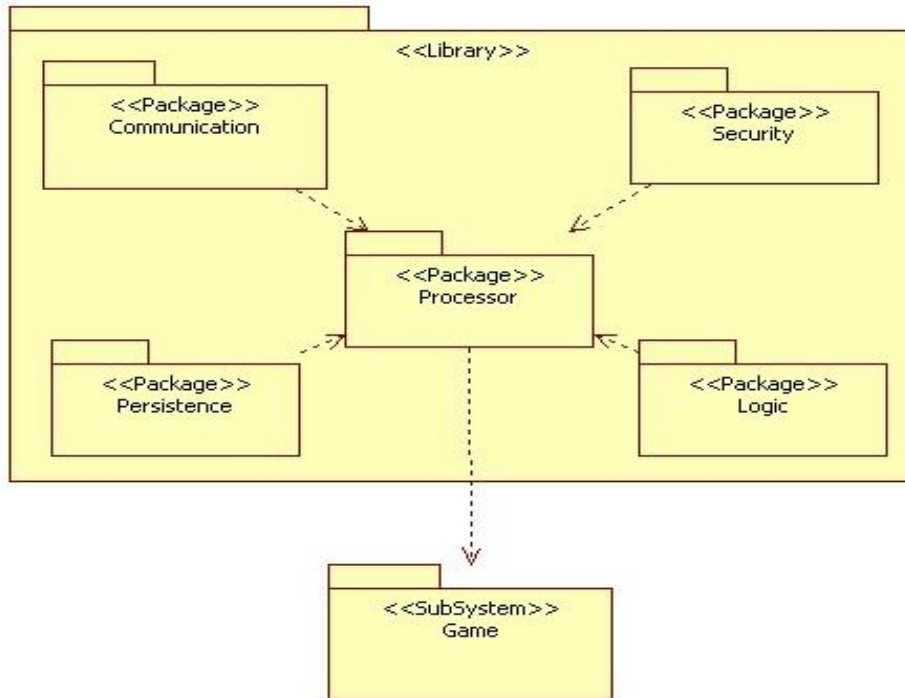 <<Library>>
<<Package>>
Communication
<<Package>>
Security
<<Package>>
Processor
<<Package>>
Persistence
<<Package>>
Logic
<<SubSystem>>
Game